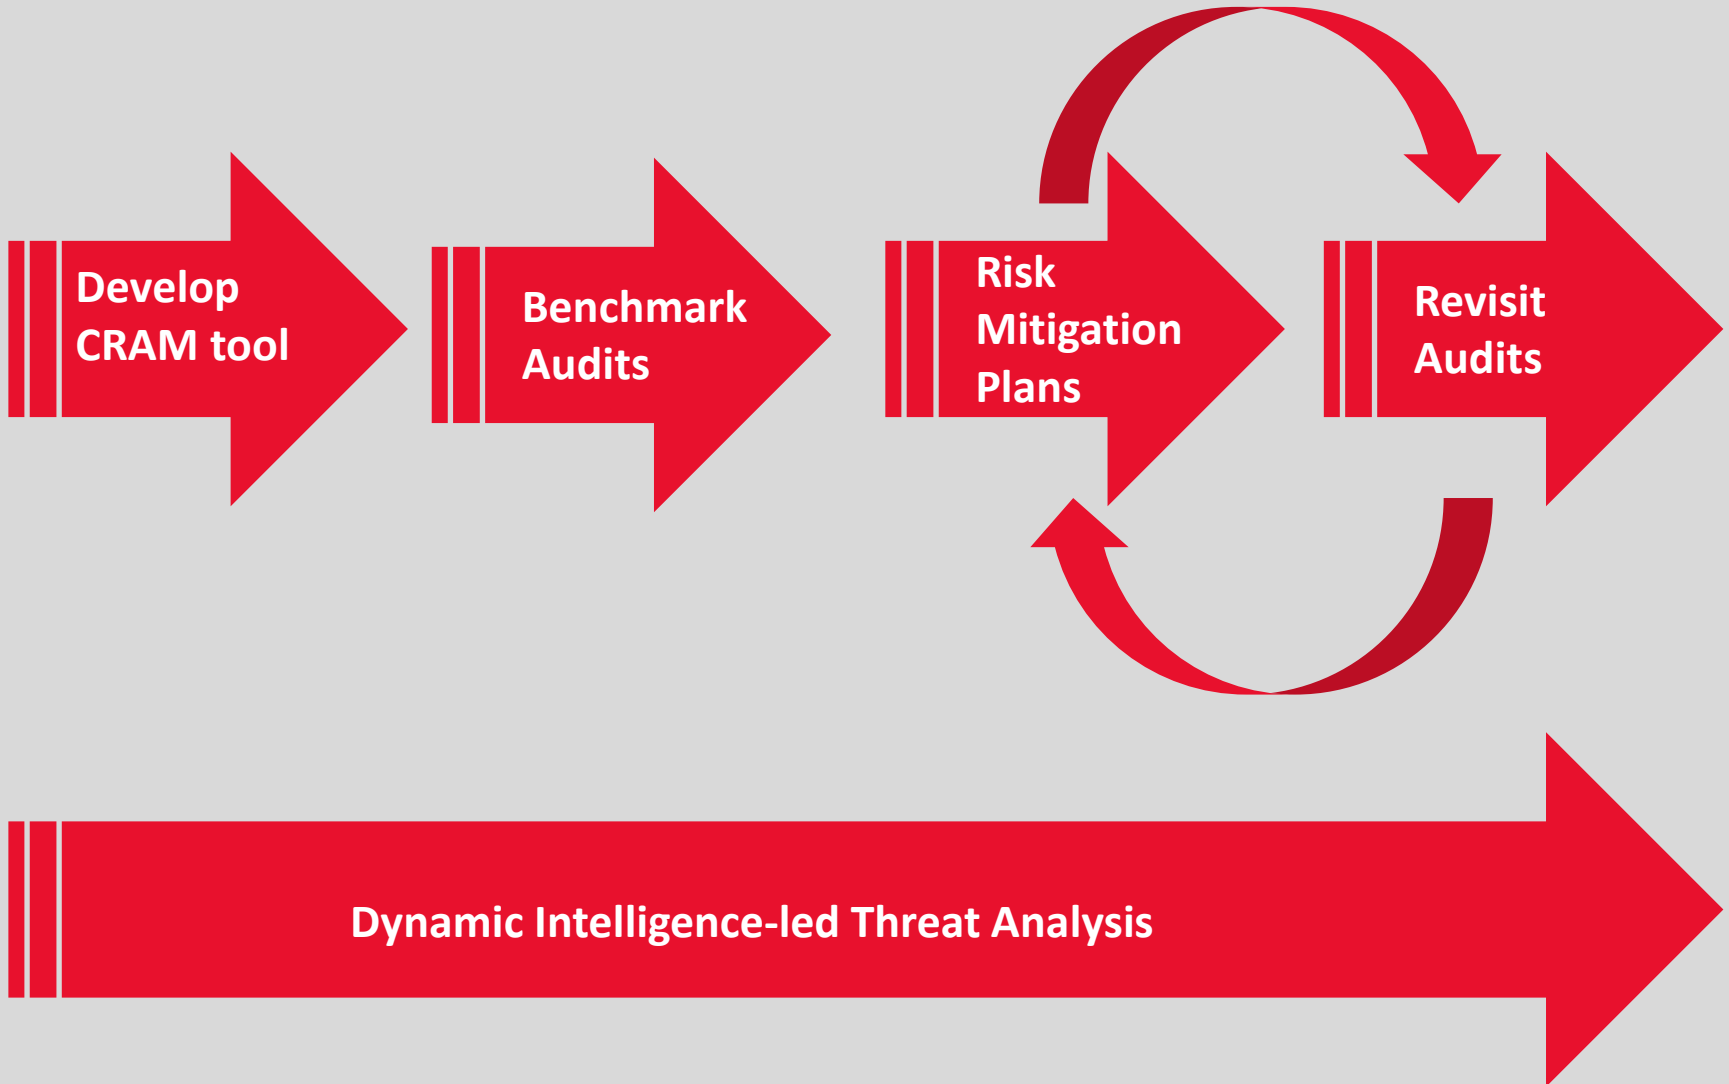 Develop
CRAM tool
Benchmark
Audits
Risk
Mitigation
Plans
Revisit
Audits
Dynamic Intelligence-led Threat Analysis